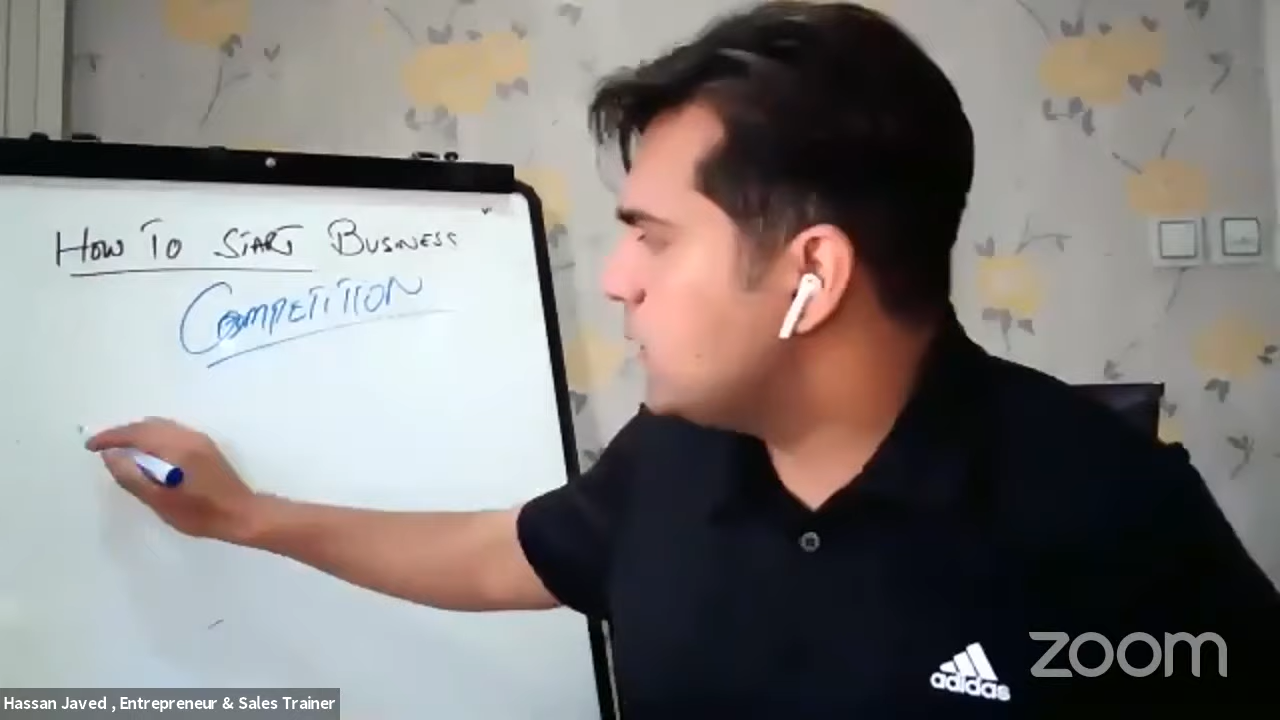 HOW TO START BUSINESS
COMPETITION
adidas
zoom
Hassan Javed , Entrepreneur & Sales Trainer